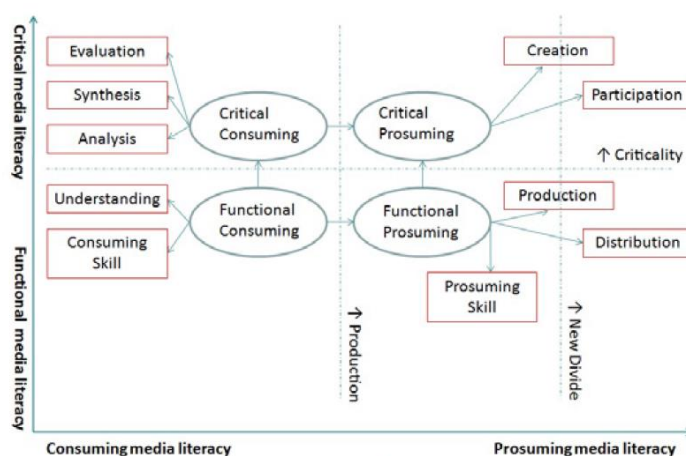 Critical media literacy
Functional media literacy
Evaluation
Synthesis
Analysis
Understanding
Consuming
Skill
Critical
Consuming
Critical
Prosuming
Functional
Consuming
Functional
Prosuming
Creation
Participation
↑ Criticality
Production
Distribution
Prosuming
Skill
↑ Production
↑ New Divide
Consuming media literacy
Prosuming media literacy